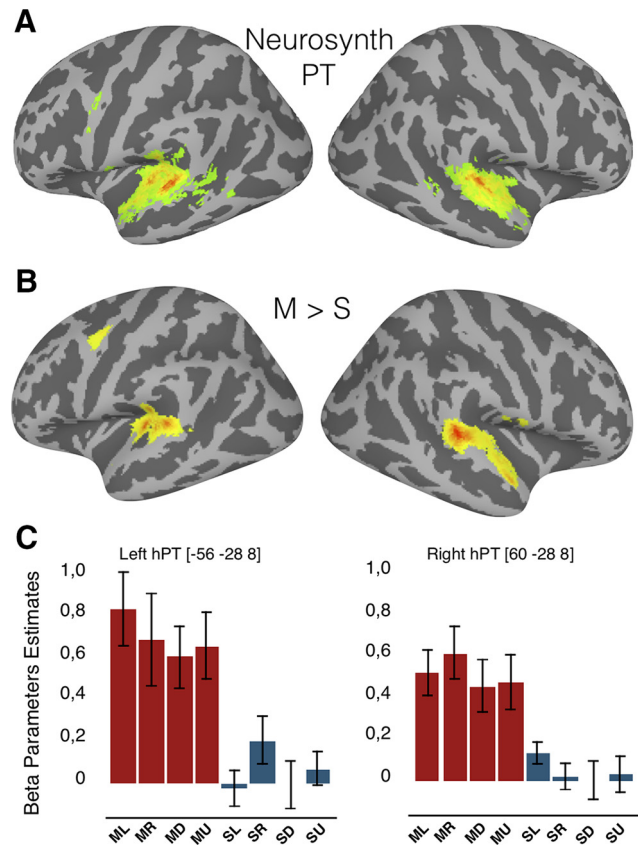 A
Neurosynth
PT
B
M > S
C
Left hPT [-56 -28 8]
Right hPT [60 -28 8]
Beta Parameters Estimates
1,0
0,8
0,6
0,4
0,2
0
ML MR MD MU SL SR SD SU
1,0
0,8
0,6
0,4
0,2
0
ML MR MD MU SL SR SD SU